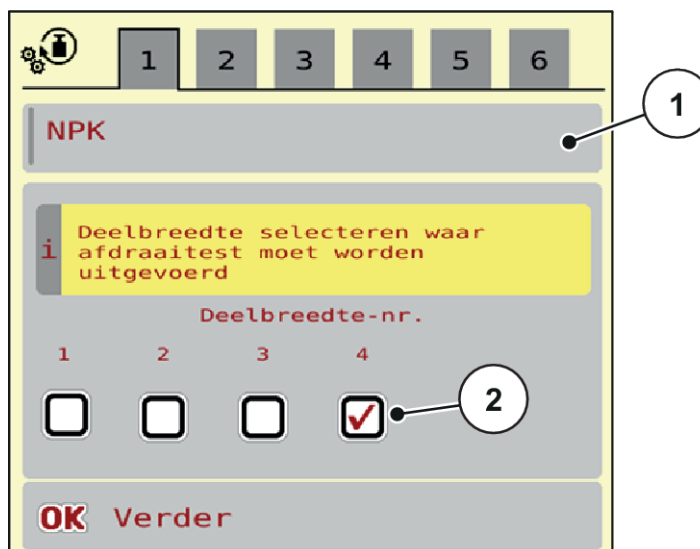 1 2 3 4 5 6
NPK
1
i
Deelbreedte selecteren waar
afdraaitest moet worden
uitgevoerd
Deelbreedte-nr.
1 2 3 4
2
OK Verder